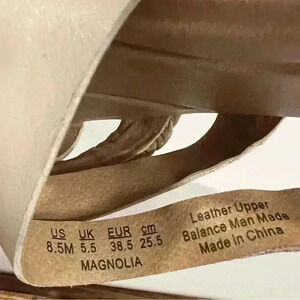 US UK EUR cm
8.5M 5.5 38.5 25.5
MAGNOLIA
Leather Upper
Balance Man Made
Made In China